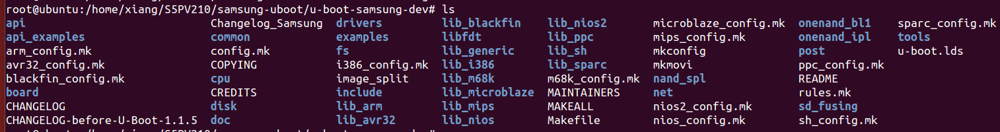 root@ubuntu:/home/xiang/S5PV210/samsung-uboot/u-boot-samsung-dev# ls
api Changelog_Samsung drivers lib_blackfin lib_nios2 microblaze_config.mk onenand_bl1 sparc_config.mk
api_examples common examples libfdt lib_ppc mips_config.mk onenand_ipl tools
arm_config.mk config.mk fs lib_generic lib_sh mkconfig post u-boot.lds
avr32_config.mk COPYING i386_config.mk lib_i386 lib_sparc mkmovi ppc_config.mk
blackfin_config.mk cpu image_split lib_m68k m68k_config.mk nand_spl README
board CREDITS include lib_microblaze MAINTAINERS net rules.mk
CHANGELOG disk lib_arm lib_mips MAKEALL nios2_config.mk sd_fusing
CHANGELOG-before-U-Boot-1.1.5 doc lib_avr32 lib_nios Makefile nios_config.mk sh_config.mk